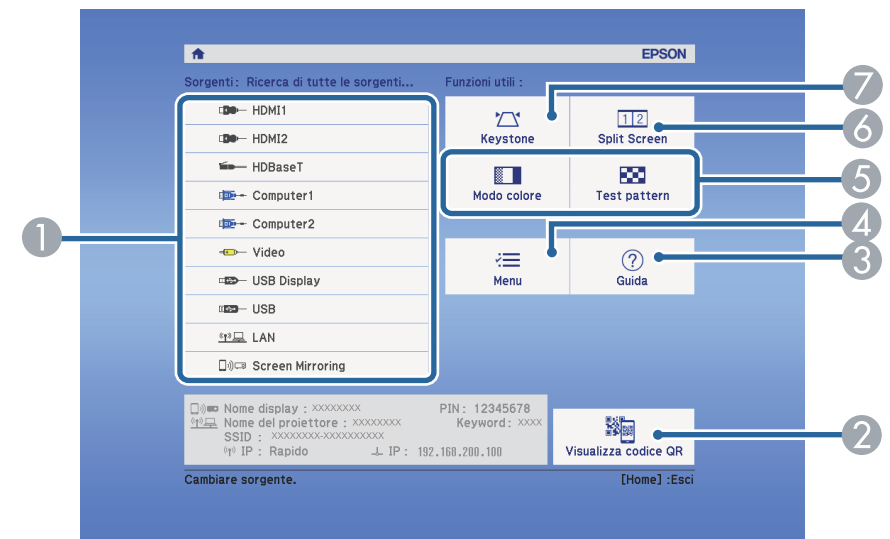 EPSON
Sorgenti: Ricerca di tutte le sorgenti...
Funzioni utili :
HDMI1
HDMI2
HDBaseT
Computer1
Computer2
Video
USB Display
USB
LAN
Screen Mirroring
Keystone
1 2
Split Screen
Modo colore
Test pattern
Menu
?
Guida
7
6
5
4
3
1
2
Nome display : XXXXXXXX
PIN : 12345678
Nome del proiettore : XXXXXXXX
Keyword : XXXX
SSID : XXXXXXXX-XXXXXXXXXX
IP : Rapido
IP : 192.168.200.100
Visualizza codice QR
Cambiare sorgente.
[Home] :Esci